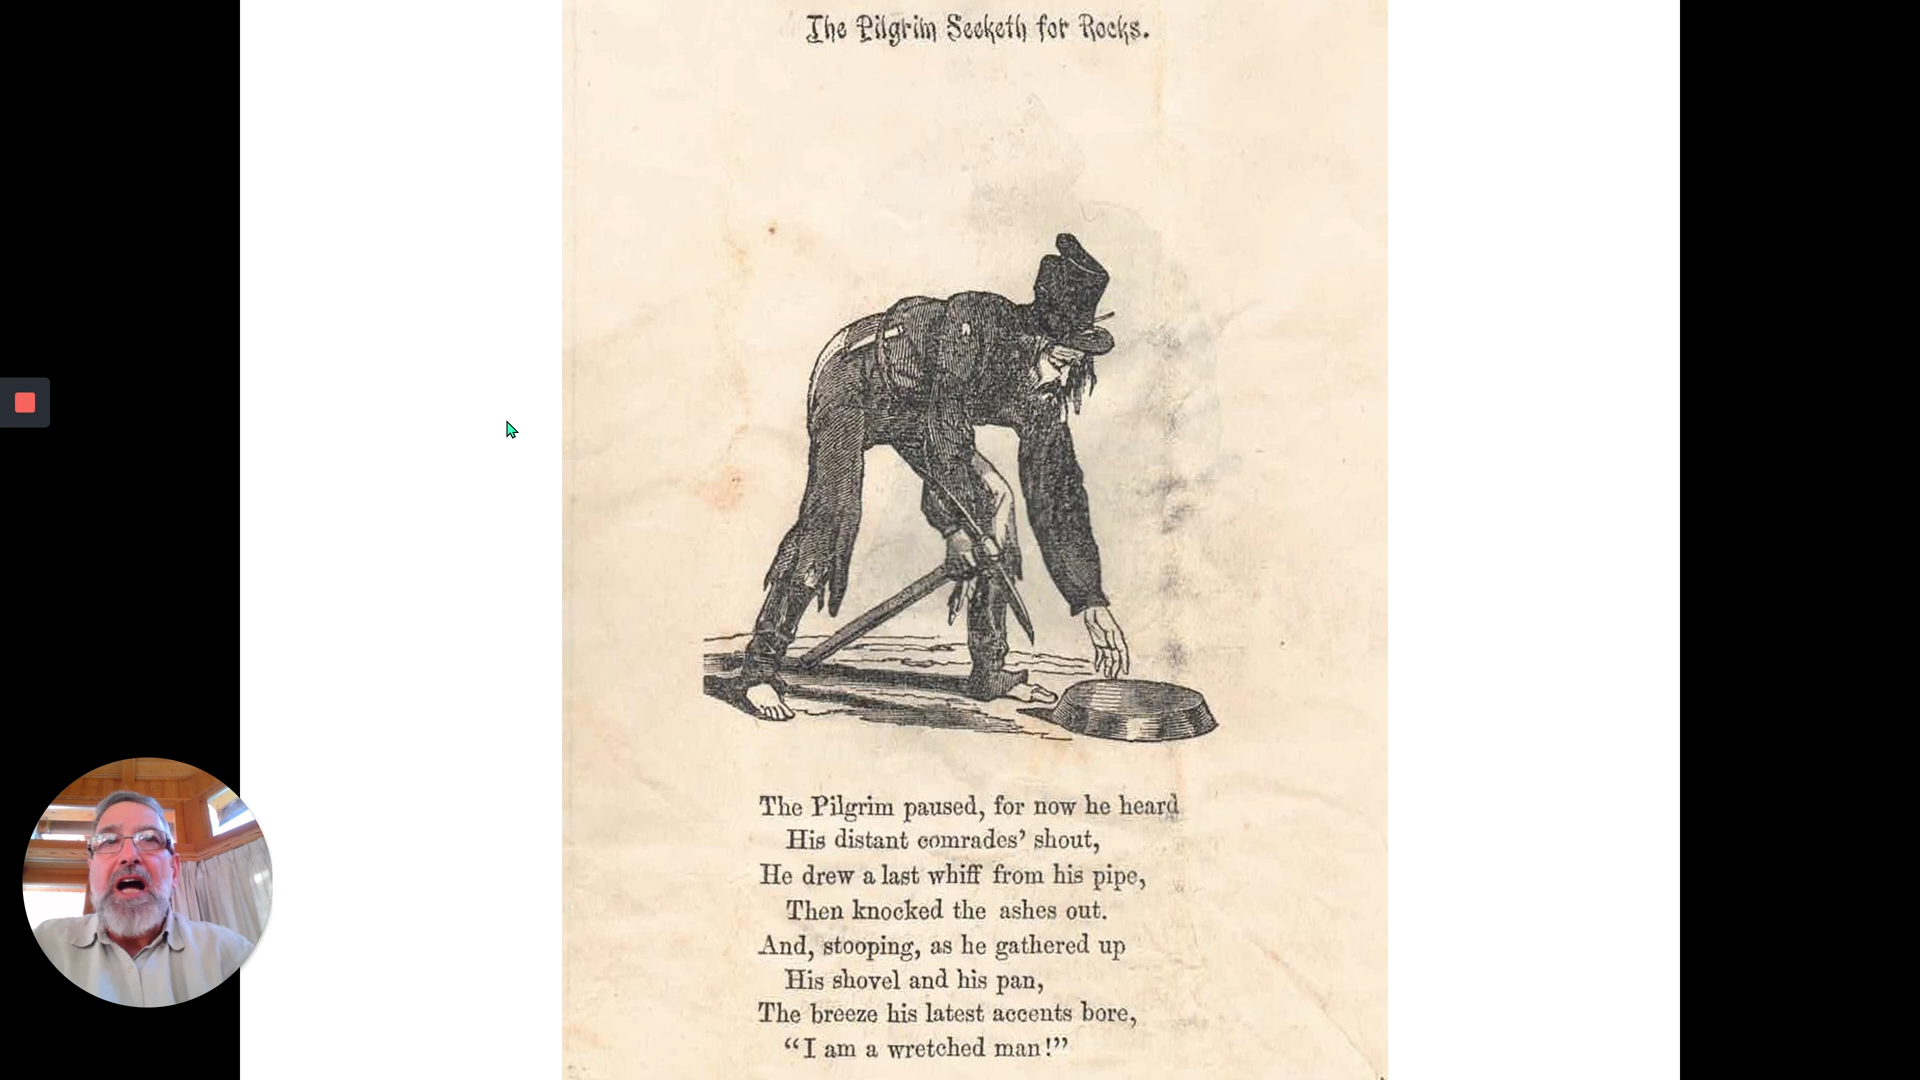 The Pilgrim Seeketh for Rocks.
The Pilgrim paused, for now he heard
His distant comrades’ shout,
He drew a last whiff from his pipe,
Then knocked the ashes out.
And, stooping, as he gathered up
His shovel and his pan,
The breeze his latest accents bore,
“I am a wretched man!”